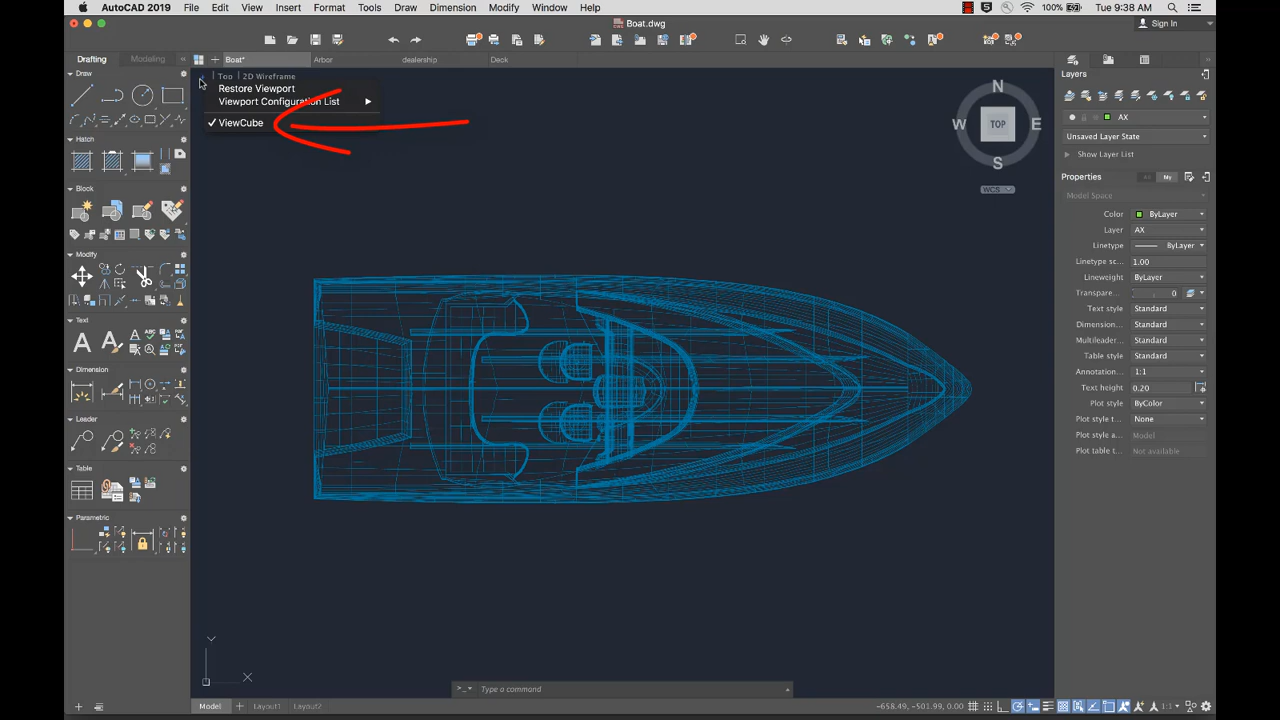 AutoCAD 2019 File Edit View Insert Format Tools Draw Dimension Modify Window Help 100% Tue 9:38 AM
Boat.dwg Sign In
Drafting Modeling Boat* Arbor dealership Deck
Draw
Top 2D Wireframe
Restore Viewport
Viewport Configuration List
ViewCube
Hatch
Block
Modify
Text
Dimension
Leader
Table
Parametric
N
W TOP E
S
WCS
Layers
AX
Unsaved Layer State
Show Layer List
Properties All My
Model Space
Color ByLayer
Layer AX
Linetype ByLayer
Linetype sc... 1.00
Lineweight ByLayer
Transpare... 0
Text style Standard
Dimension... Standard
Multileader... Standard
Table style Standard
Annotation... 1:1
Text height 0.20
Plot style ByColor
Plot style t... None
Plot style a... Model
Plot table t... Not available
Y
X
>_ Type a command
Model Layout1 Layout2 -658.49, -501.99, 0.00 1:1